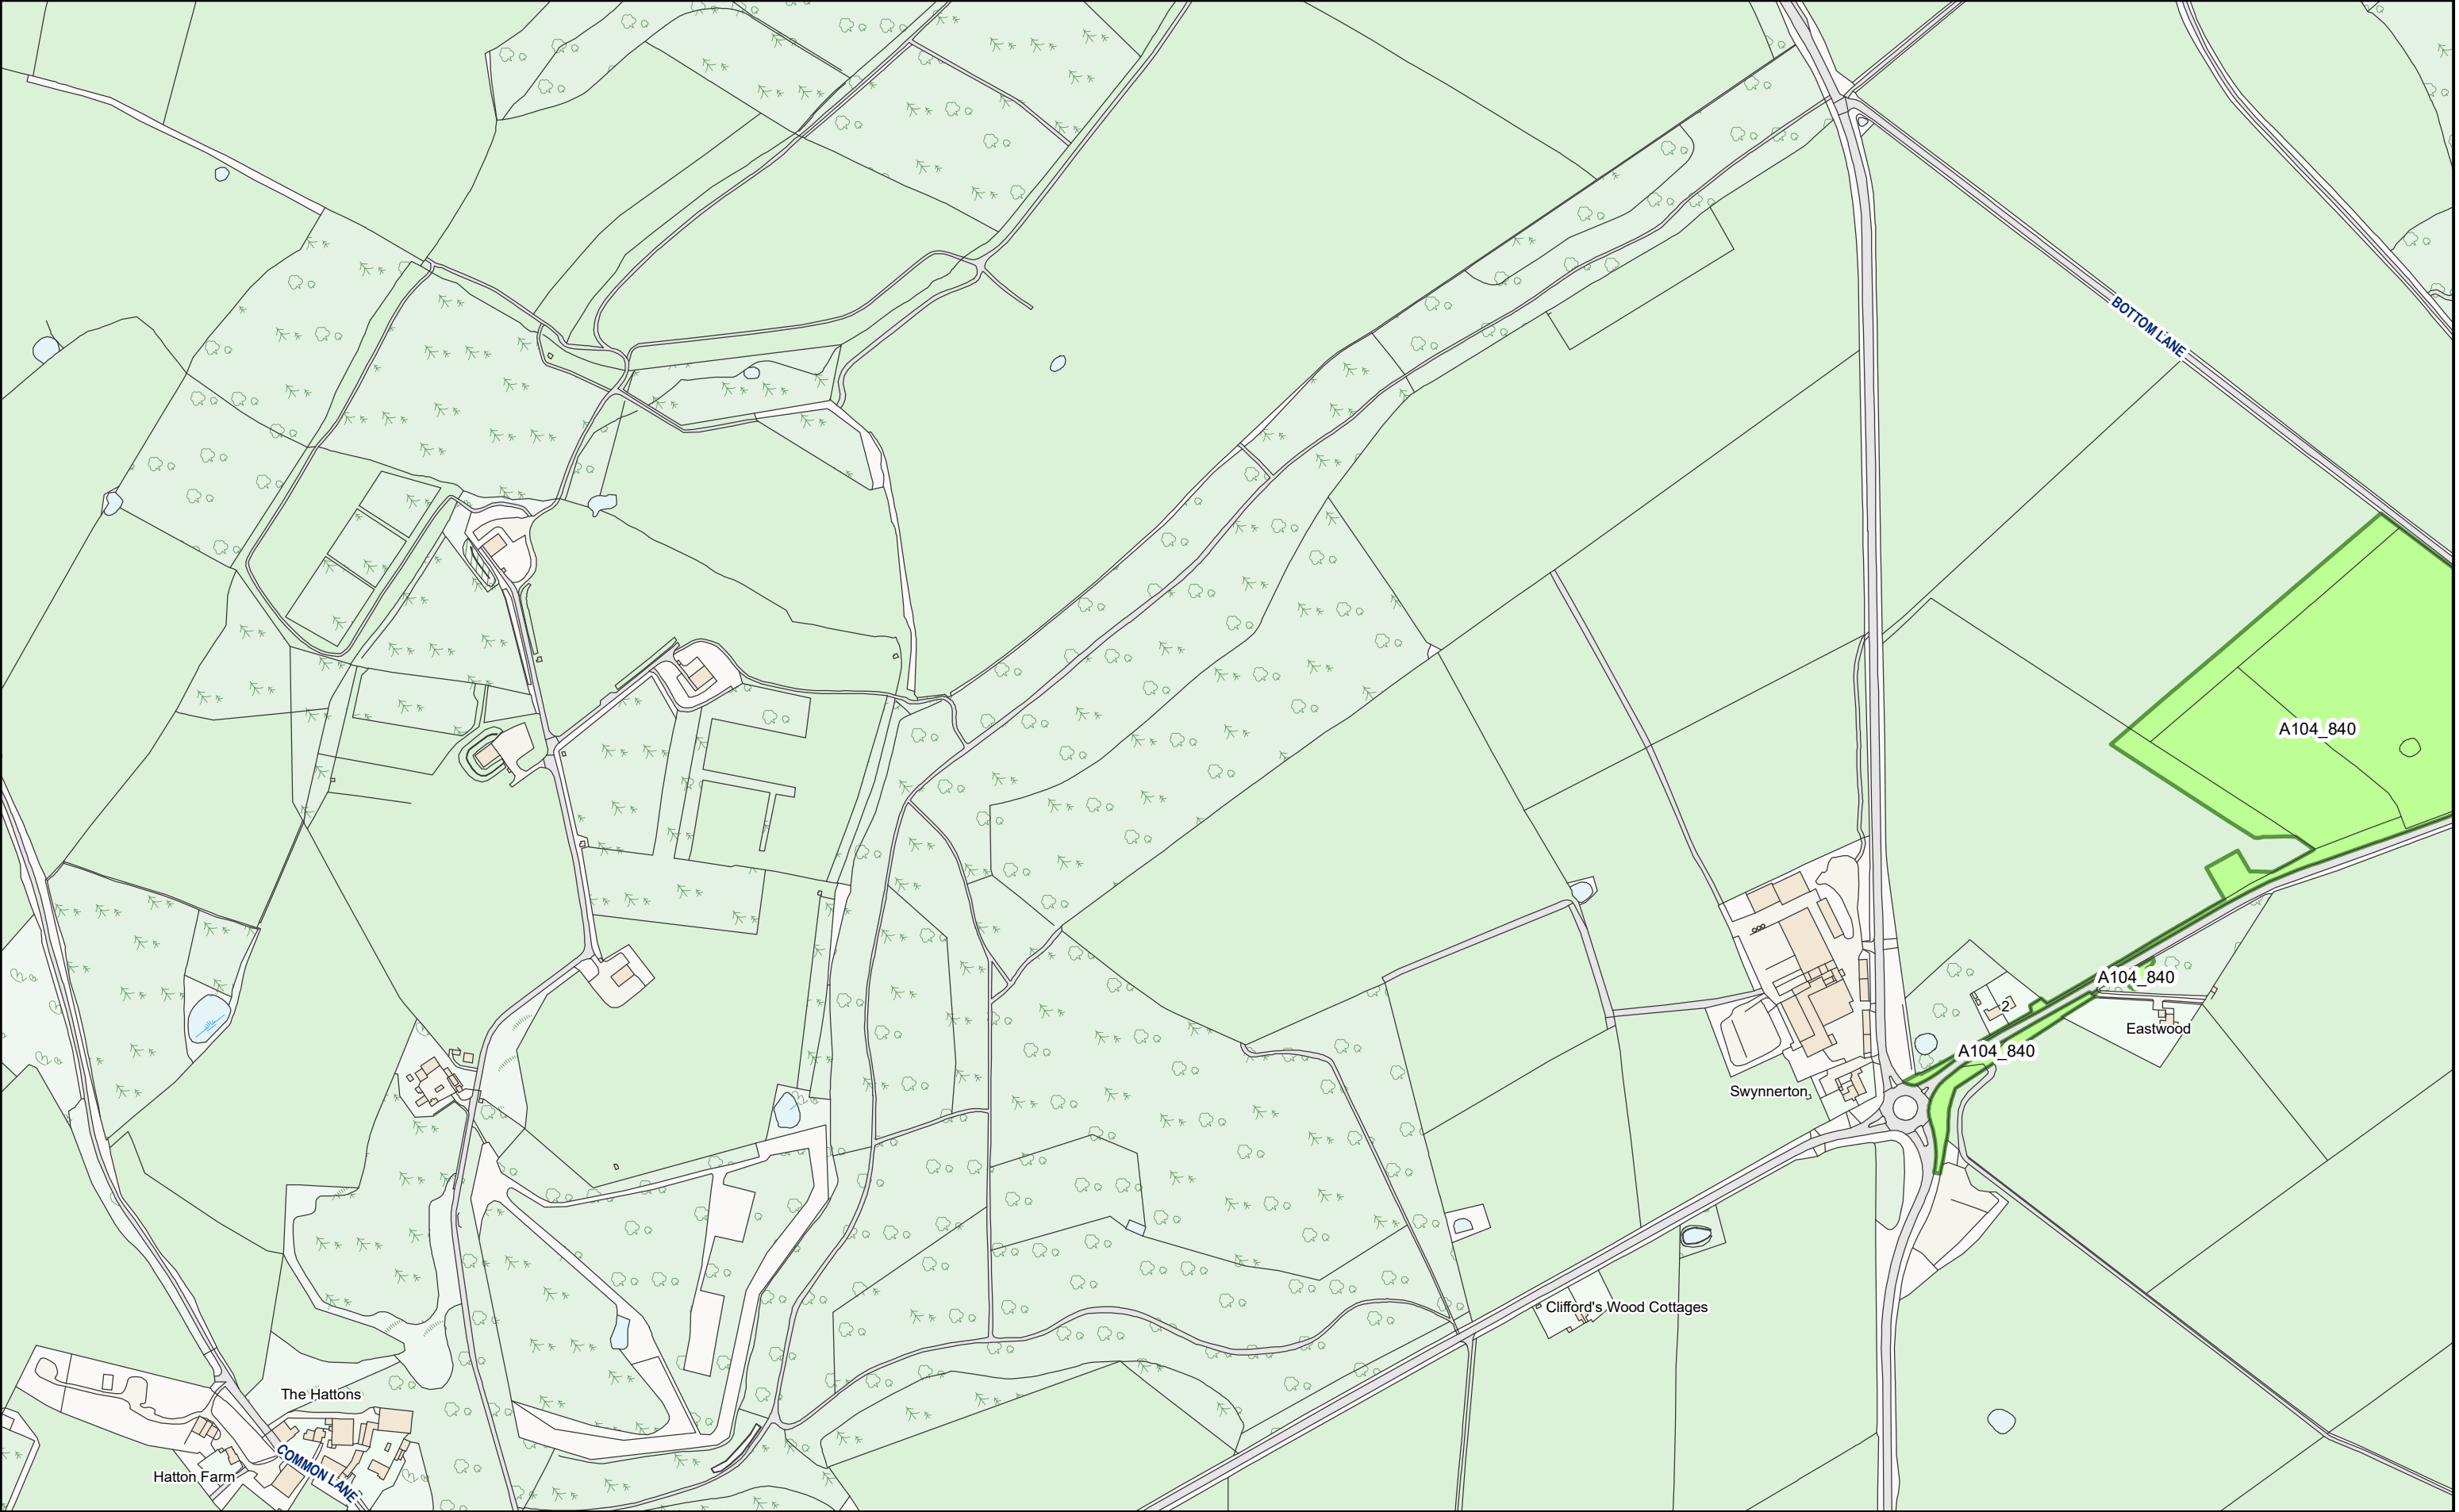 BOTTOM LANE
A104_840
A104_840
2
Eastwood
A104_840
Swynnerton
Clifford's Wood Cottages
The Hattons
COMMON LANE
Hatton Farm